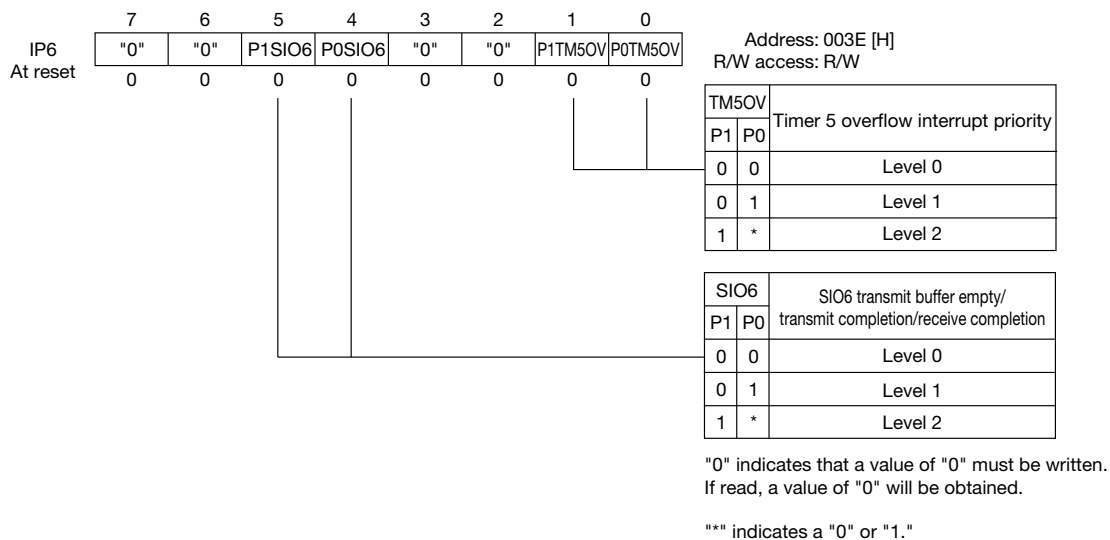 7 6 5 4 3 2 1 0
IP6 "0" "0" P1SIO6 P0SIO6 "0" "0" P1TM5OV P0TM5OV
At reset 0 0 0 0 0 0 0 0
Address: 003E [H]
R/W access: R/W
TM5OV Timer 5 overflow interrupt priority
P1 P0
0 0 Level 0
0 1 Level 1
1 * Level 2
SIO6 SIO6 transmit buffer empty/
P1 P0 transmit completion/receive completion
0 0 Level 0
0 1 Level 1
1 * Level 2
"0" indicates that a value of "0" must be written.
If read, a value of "0" will be obtained.
"*" indicates a "0" or "1."